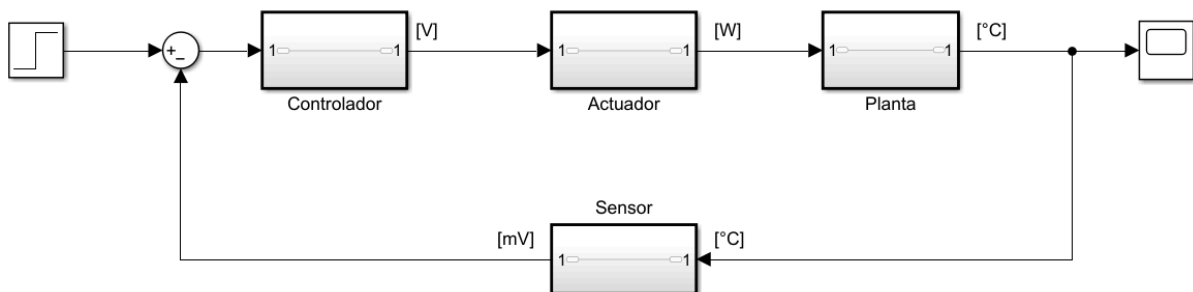 [V]
[W]
[°C]
+
−
1
1
1
1
1
1
Controlador
Actuador
Planta
Sensor
[mV]
[°C]
1
1